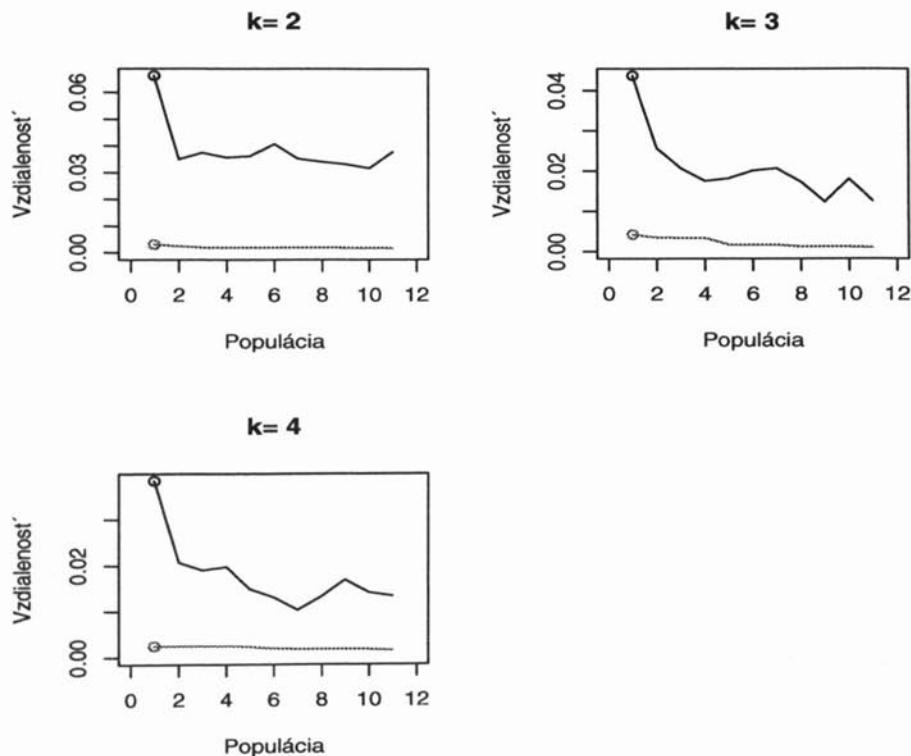 k= 2
0.06
0.03
0.00
Vzdialenosť
0 2 4 6 8 10 12
Populácia
k= 3
0.04
0.02
0.00
Vzdialenosť
0 2 4 6 8 10 12
Populácia
k= 4
0.02
0.00
Vzdialenosť
0 2 4 6 8 10 12
Populácia